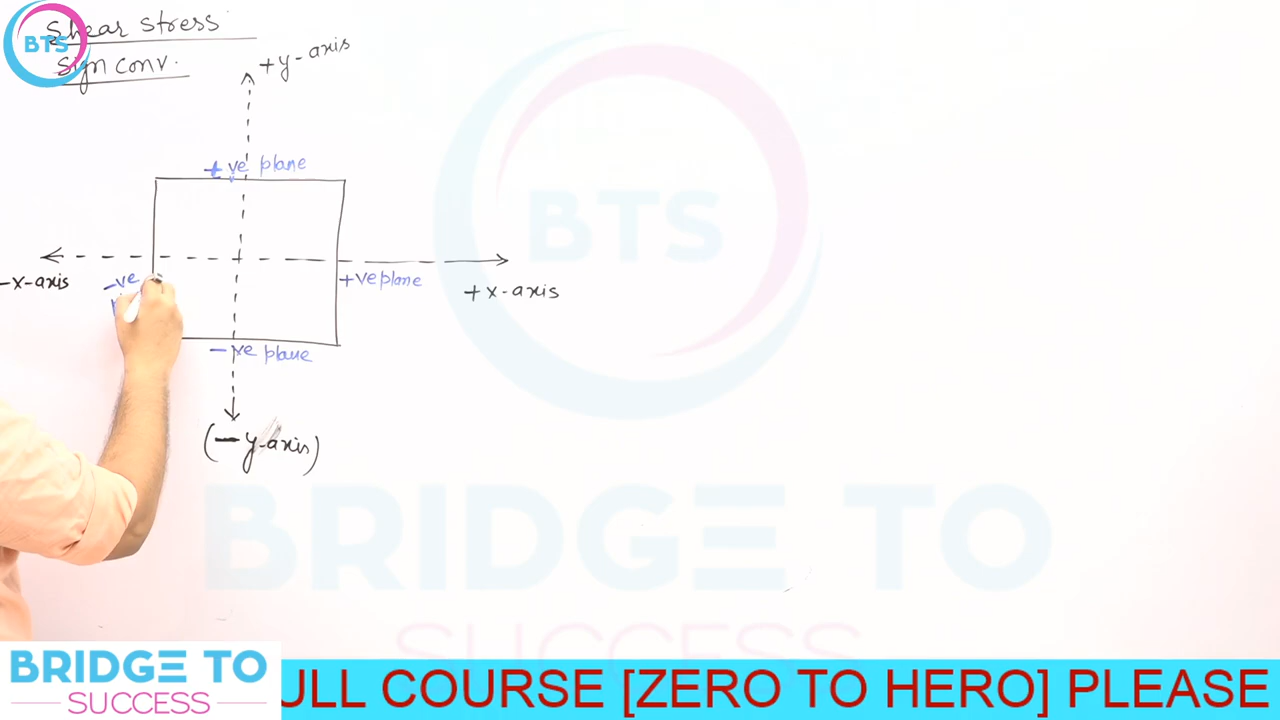 Shear stress
Sign conv.
BTS
+y-axis
+ve plane
BTS
-x-axis
-ve
+ve plane
+x-axis
-ve plane
(-y-axis)
BRIDGE TO
SUCCESS
BRIDGE TO
SUCCESS
ULL COURSE [ZERO TO HERO] PLEASE